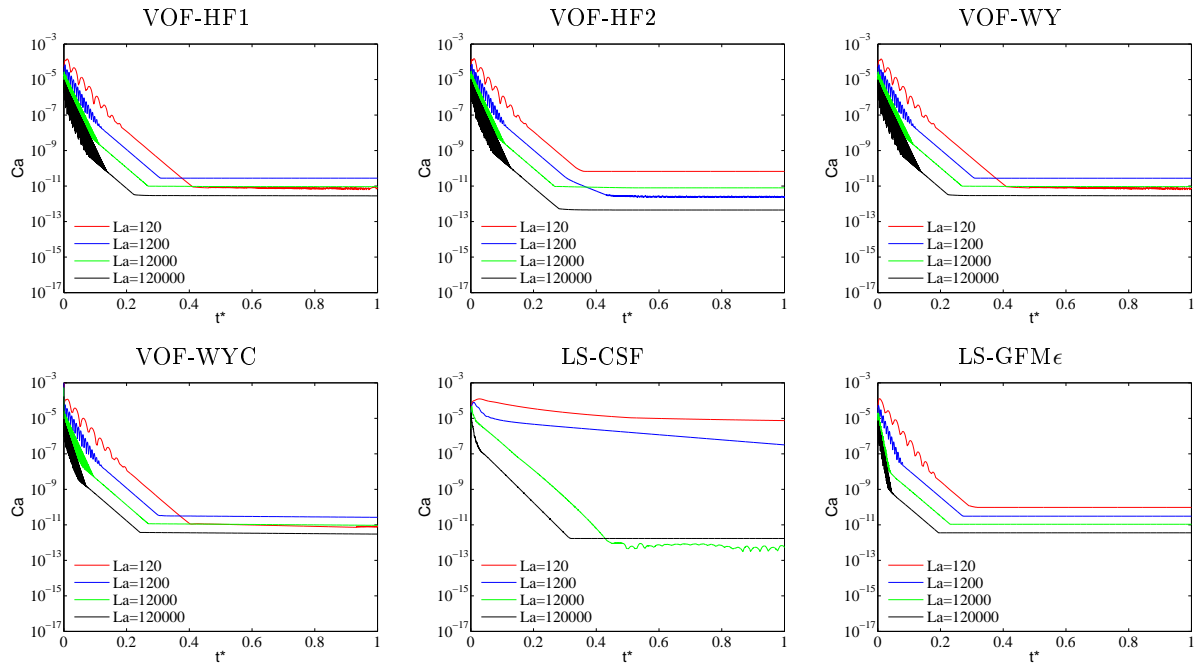 VOF-HF1
10⁻³
10⁻⁵
10⁻⁷
10⁻⁹
10⁻¹¹
10⁻¹³
10⁻¹⁵
10⁻¹⁷
Ca
La=120
La=1200
La=12000
La=120000
0 0.2 0.4 0.6 0.8 1
t*
VOF-HF2
10⁻³
10⁻⁵
10⁻⁷
10⁻⁹
10⁻¹¹
10⁻¹³
10⁻¹⁵
10⁻¹⁷
Ca
La=120
La=1200
La=12000
La=120000
0 0.2 0.4 0.6 0.8 1
t*
VOF-WY
10⁻³
10⁻⁵
10⁻⁷
10⁻⁹
10⁻¹¹
10⁻¹³
10⁻¹⁵
10⁻¹⁷
Ca
La=120
La=1200
La=12000
La=120000
0 0.2 0.4 0.6 0.8 1
t*
VOF-WYC
10⁻³
10⁻⁵
10⁻⁷
10⁻⁹
10⁻¹¹
10⁻¹³
10⁻¹⁵
10⁻¹⁷
Ca
La=120
La=1200
La=12000
La=120000
0 0.2 0.4 0.6 0.8 1
t*
LS-CSF
10⁻³
10⁻⁵
10⁻⁷
10⁻⁹
10⁻¹¹
10⁻¹³
10⁻¹⁵
10⁻¹⁷
Ca
La=120
La=1200
La=12000
La=120000
0 0.2 0.4 0.6 0.8 1
t*
LS-GFMϵ
10⁻³
10⁻⁵
10⁻⁷
10⁻⁹
10⁻¹¹
10⁻¹³
10⁻¹⁵
10⁻¹⁷
Ca
La=120
La=1200
La=12000
La=120000
0 0.2 0.4 0.6 0.8 1
t*